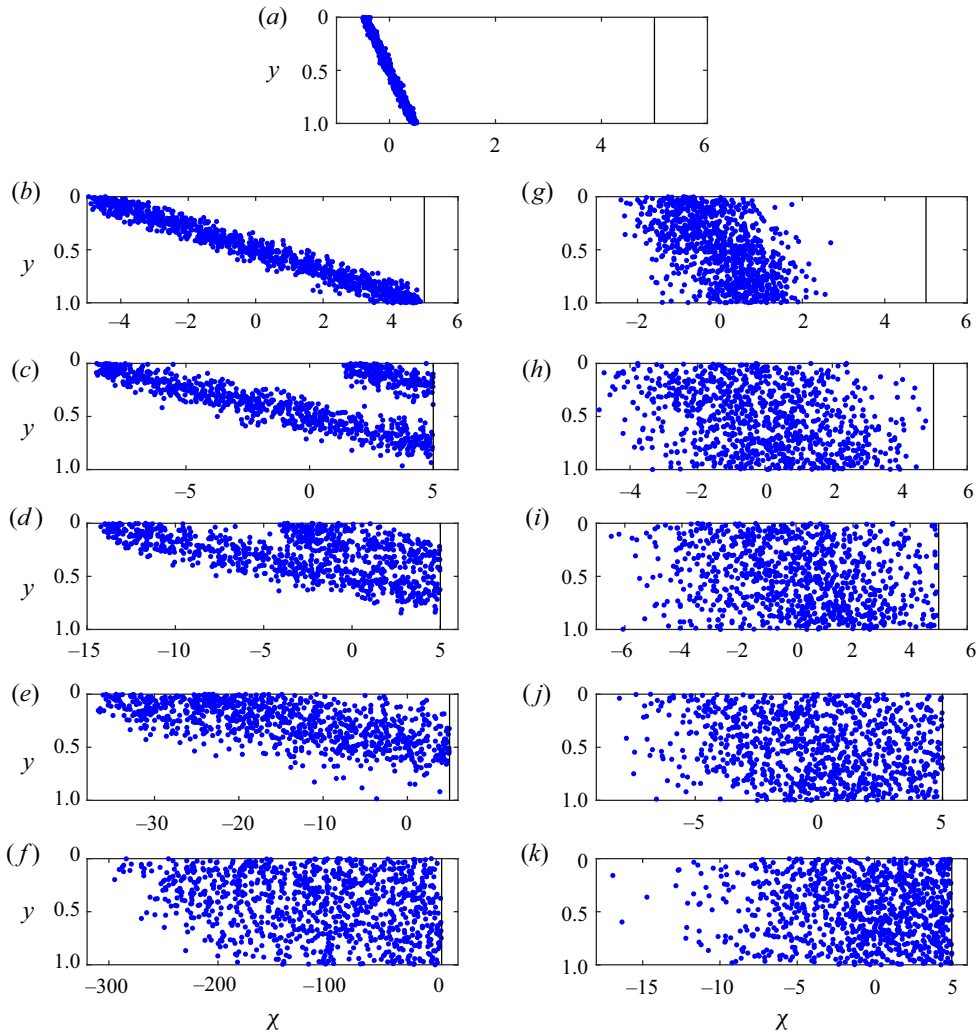 (a)
0
y 0.5
1.0
0 2 4 6
(b)
0
y 0.5
1.0
−4 −2 0 2 4 6
(g)
0
0.5
1.0
−2 0 2 4 6
(c)
0
y 0.5
1.0
−5 0 5
(h)
0
0.5
1.0
−4 −2 0 2 4 6
(d)
0
y 0.5
1.0
−15 −10 −5 0 5
(i)
0
0.5
1.0
−6 −4 −2 0 2 4 6
(e)
0
y 0.5
1.0
−30 −20 −10 0
(j)
0
0.5
1.0
−5 0 5
(f)
0
y 0.5
1.0
−300 −200 −100 0
χ
(k)
0
0.5
1.0
−15 −10 −5 0 5
χ